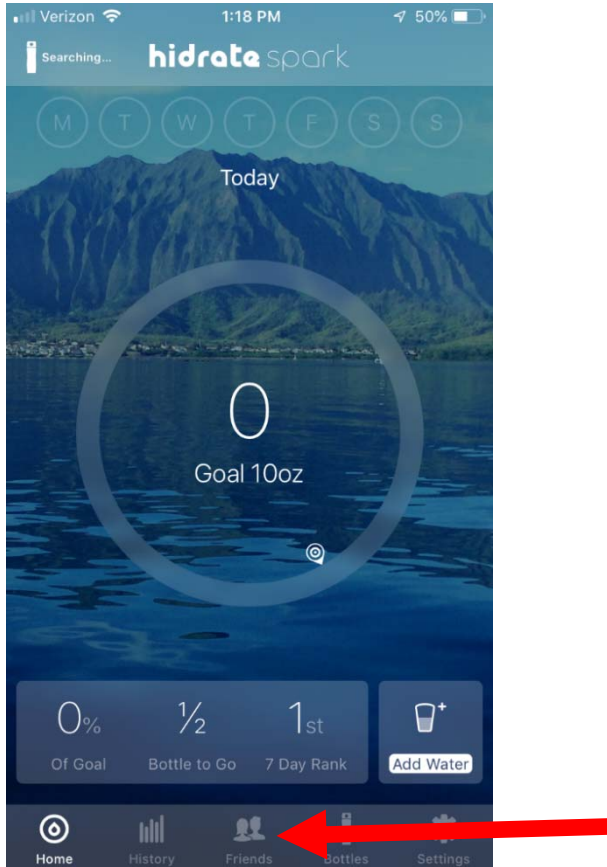 Verizon 1:18 PM 50%
Searching... hidrate spark
M T W T F S S
Today
0
Goal 10oz
0% ½ 1st
Of Goal Bottle to Go 7 Day Rank Add Water
Home History Friends Bottles Settings